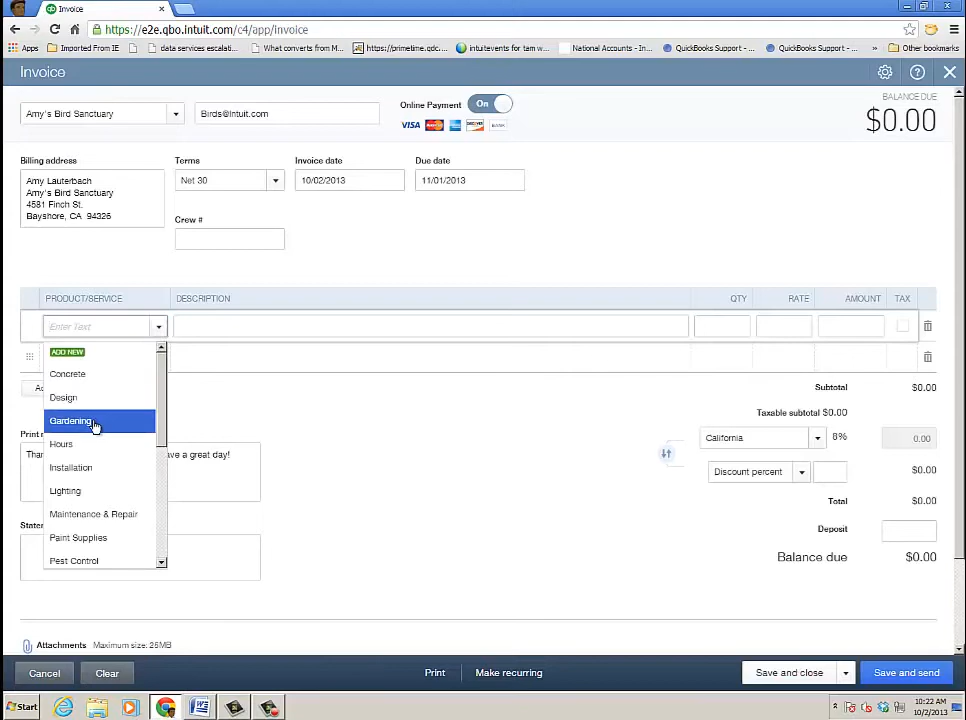 Invoice
https://e2e.qbo.intuit.com/c4/app/invoice
Apps Imported From IE data services escalati What converts from M https://primetime.qdc... intuitevents for tam w... National Accounts - In... QuickBooks Support - ... QuickBooks Support - ... » Other bookmarks
Invoice
Amy's Bird Sanctuary Birds@Intuit.com Online Payment On
VISA MasterCard DISCOVER BANK
BALANCE DUE
$0.00
Billing address Terms Invoice date Due date
Amy Lauterbach
Amy's Bird Sanctuary
4581 Finch St.
Bayshore, CA 94326
Net 30 10/02/2013 11/01/2013
Crew #
PRODUCT/SERVICE DESCRIPTION QTY RATE AMOUNT TAX
Enter Text
ADD NEW
Concrete
Design
Gardening
Hours
Installation
Lighting
Maintenance & Repair
Paint Supplies
Pest Control
Subtotal $0.00
Taxable subtotal $0.00
California 8% 0.00
Discount percent $0.00
Total $0.00
Deposit
Balance due $0.00
Print
Than ave a great day!
State
Attachments Maximum size: 25MB
Cancel Clear Print Make recurring Save and close Save and send
Start 10:22 AM
10/2/2013